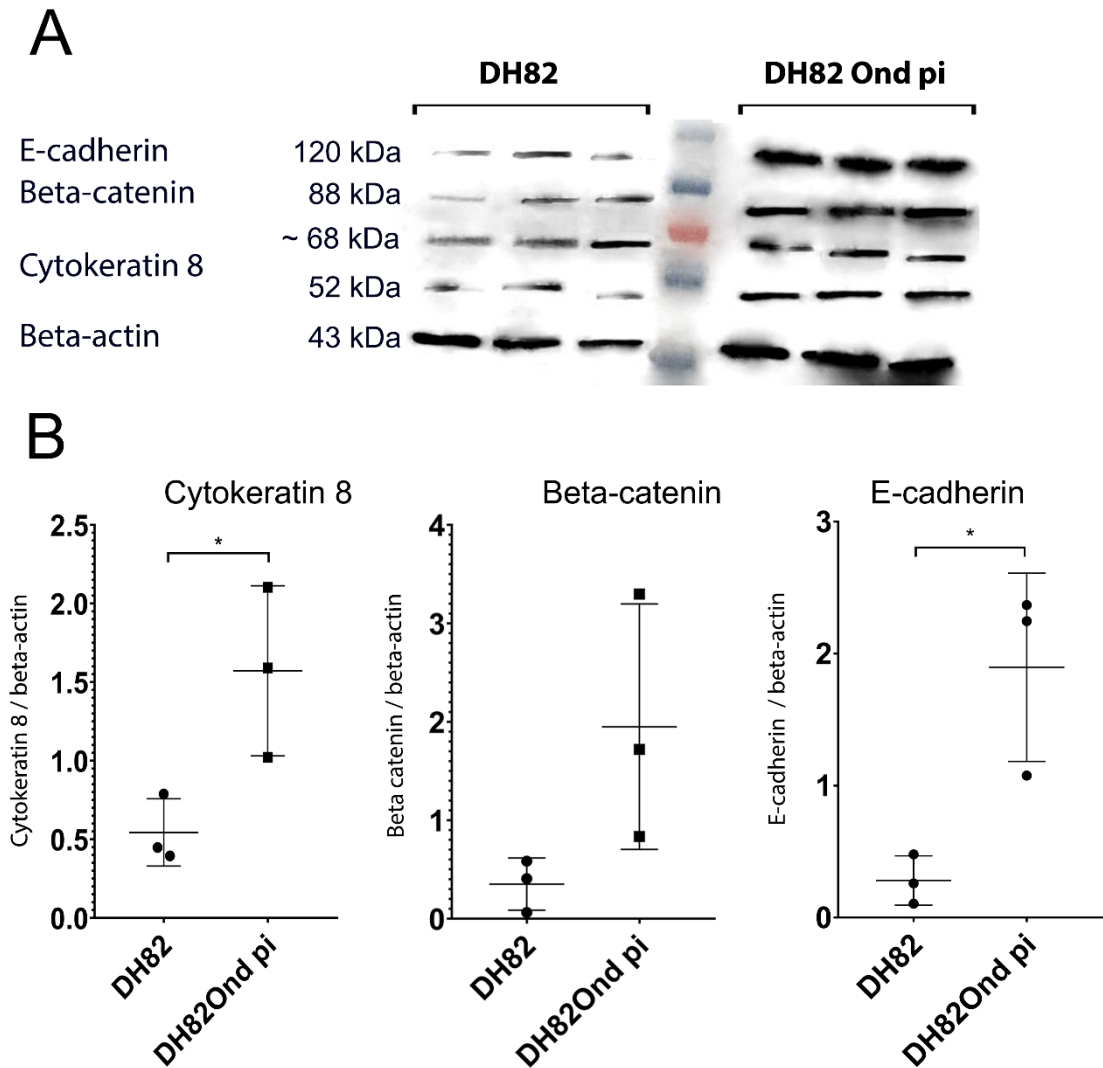 A
DH82
DH82 Ond pi
E-cadherin
120 kDa
Beta-catenin
88 kDa
~ 68 kDa
Cytokeratin 8
52 kDa
Beta-actin
43 kDa
B
Cytokeratin 8
2.5
2.0
1.5
1.0
0.5
0.0
Cytokeratin 8 / beta-actin
*
DH82
DH82Ond pi
Beta-catenin
4
3
2
1
0
Beta catenin / beta-actin
DH82
DH82Ond pi
E-cadherin
3
2
1
0
E-cadherin / beta-actin
*
DH82
DH82Ond pi